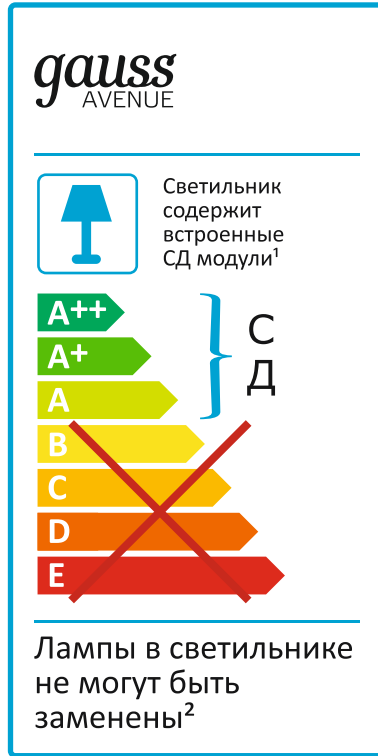 gauss
AVENUE
Светильник
содержит
встроенные
СД модули¹
A++
A+
A
B
C
D
E
С
Д
Лампы в светильнике
не могут быть
заменены²